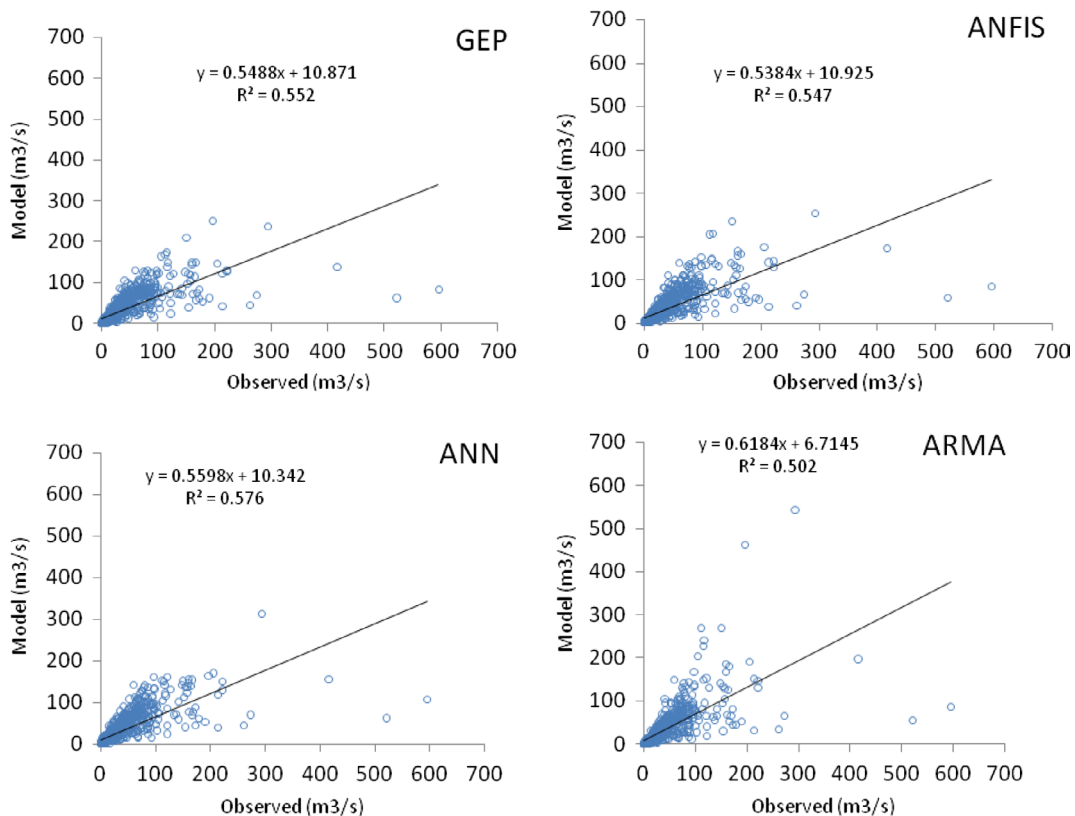 GEP
y = 0.5488x + 10.871
R² = 0.552
Model (m3/s)
700
600
500
400
300
200
100
0
0 100 200 300 400 500 600 700
Observed (m3/s)
ANFIS
y = 0.5384x + 10.925
R² = 0.547
Model (m3/s)
700
600
500
400
300
200
100
0
0 100 200 300 400 500 600 700
Observed (m3/s)
ANN
y = 0.5598x + 10.342
R² = 0.576
Model (m3/s)
700
600
500
400
300
200
100
0
0 100 200 300 400 500 600 700
Observed (m3/s)
ARMA
y = 0.6184x + 6.7145
R² = 0.502
Model (m3/s)
700
600
500
400
300
200
100
0
0 100 200 300 400 500 600 700
Observed (m3/s)